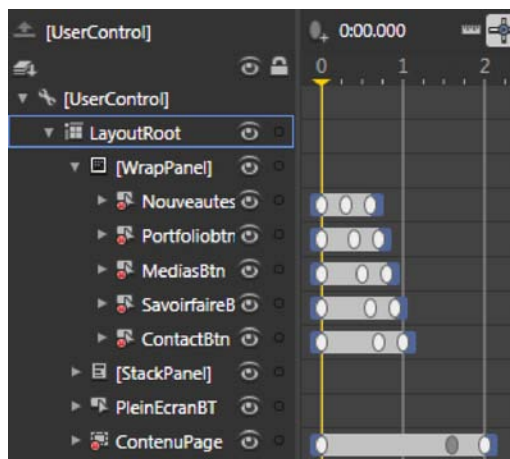 [UserControl] 0:00.000
0 1 2
[UserControl]
LayoutRoot
[WrapPanel]
Nouveautes
Portfoliobtn
MediasBtn
SavoirfaireB
ContactBtn
[StackPanel]
PleinEcranBT
ContenuPage